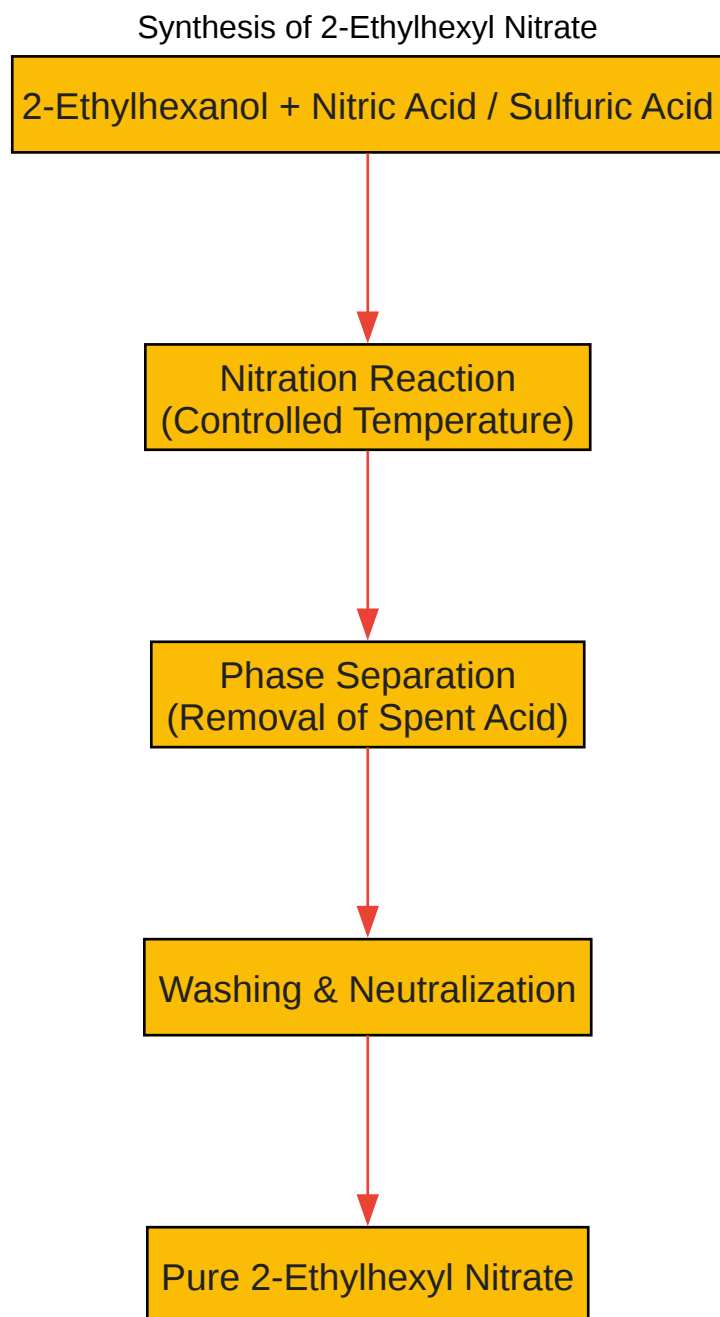 Synthesis of 2-Ethylhexyl Nitrate
2-Ethylhexanol + Nitric Acid / Sulfuric Acid
Nitration Reaction
(Controlled Temperature)
Phase Separation
(Removal of Spent Acid)
Washing & Neutralization
Pure 2-Ethylhexyl Nitrate